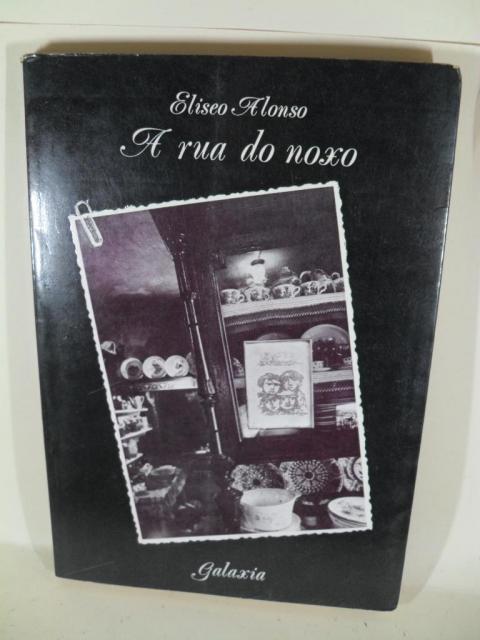 Eliseo Alonso
A rua do noxo
Galaxia